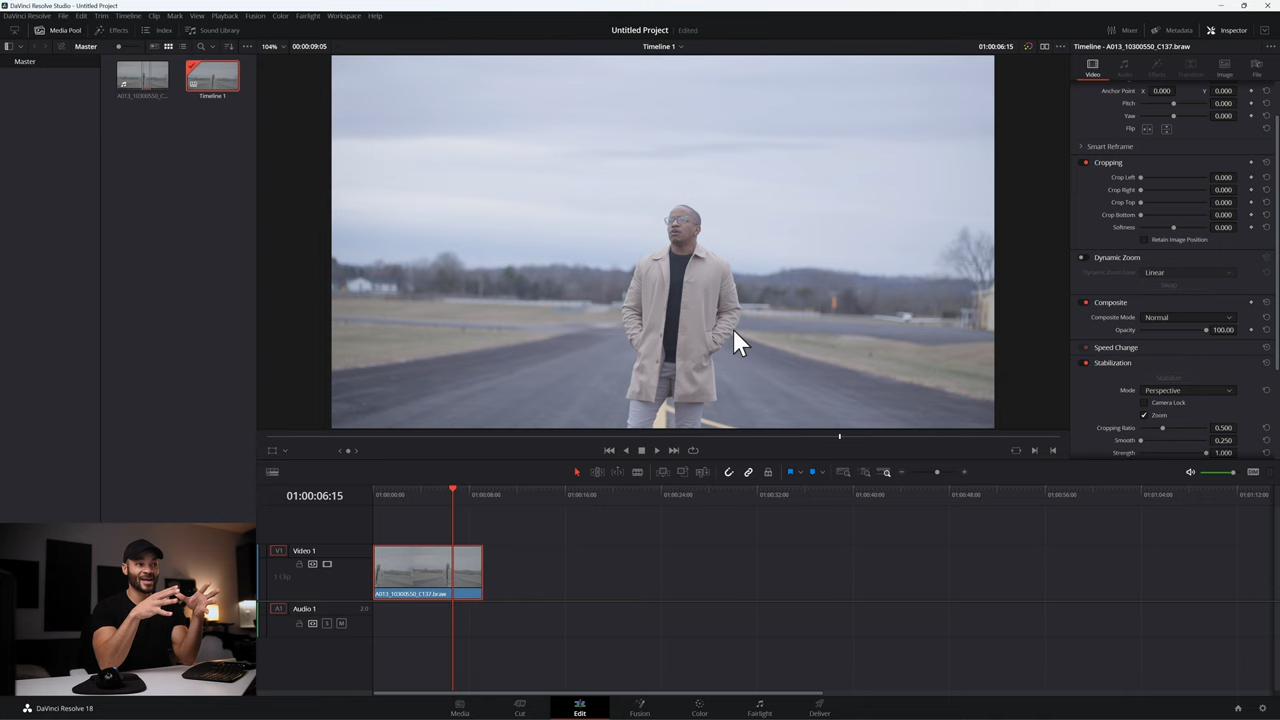 DaVinci Resolve Studio - Untitled Project
DaVinci Resolve File Edit Trim Timeline Clip Mark View Playback Fusion Color Fairlight Workspace Help
Media Pool Effects Index Sound Library Untitled Project Edited Mixer Metadata Inspector
Master 104% 00:00:09:05 Timeline 1 01:00:06:15 Timeline - A013_10300550_C137.braw
Master
Video Audio Effects Transition Image File
A013_10300550_C... Timeline 1
Anchor Point X 0.000 Y 0.000
Pitch 0.000
Yaw 0.000
Flip
Smart Reframe
Cropping
Crop Left 0.000
Crop Right 0.000
Crop Top 0.000
Crop Bottom 0.000
Softness 0.000
Retain Image Position
Dynamic Zoom
Dynamic Zoom Ease Linear
Swap
Composite
Composite Mode Normal
Opacity 100.00
Speed Change
Stabilization
Stabilize
Mode Perspective
Camera Lock
Zoom
Cropping Ratio 0.500
Smooth 0.250
Strength 1.000
DIM
01:00:06:15 01:00:00:00 01:00:08:00 01:00:16:00 01:00:24:00 01:00:32:00 01:00:40:00 01:00:48:00 01:00:56:00 01:01:04:00 01:01:12:00
V1 Video 1
1 Clip
A013_10300550_C137.braw
A1 Audio 1 2.0
S M
DaVinci Resolve 18 Media Cut Edit Fusion Color Fairlight Deliver